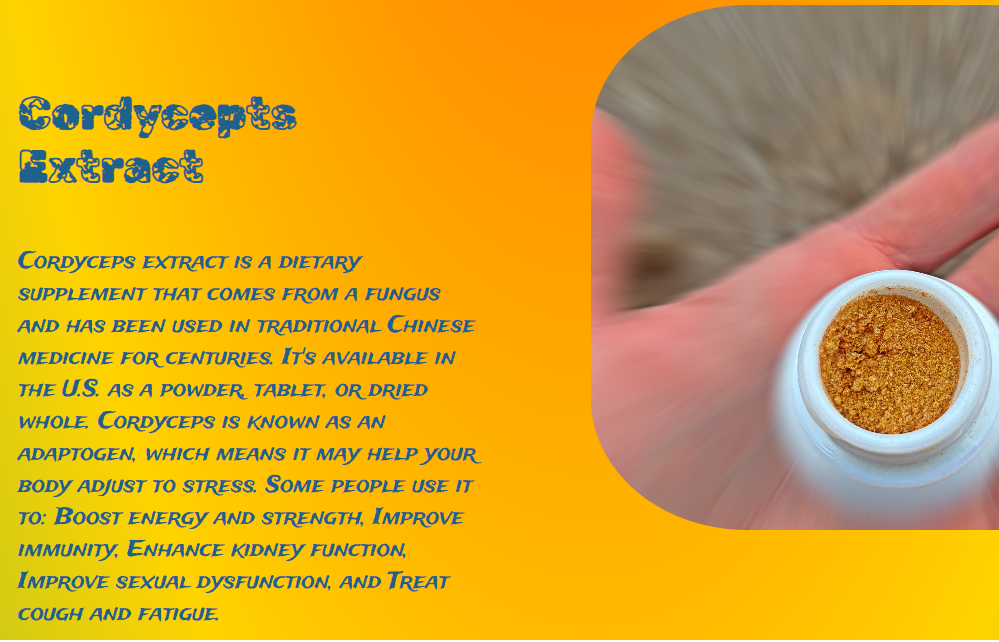 Cordycepts
Extract
Cordyceps extract is a dietary
supplement that comes from a fungus
and has been used in traditional Chinese
medicine for centuries. It's available in
the U.S. as a powder, tablet, or dried
whole. Cordyceps is known as an
adaptogen, which means it may help your
body adjust to stress. Some people use it
to: Boost energy and strength, Improve
immunity, Enhance kidney function,
Improve sexual dysfunction, and Treat
cough and fatigue.